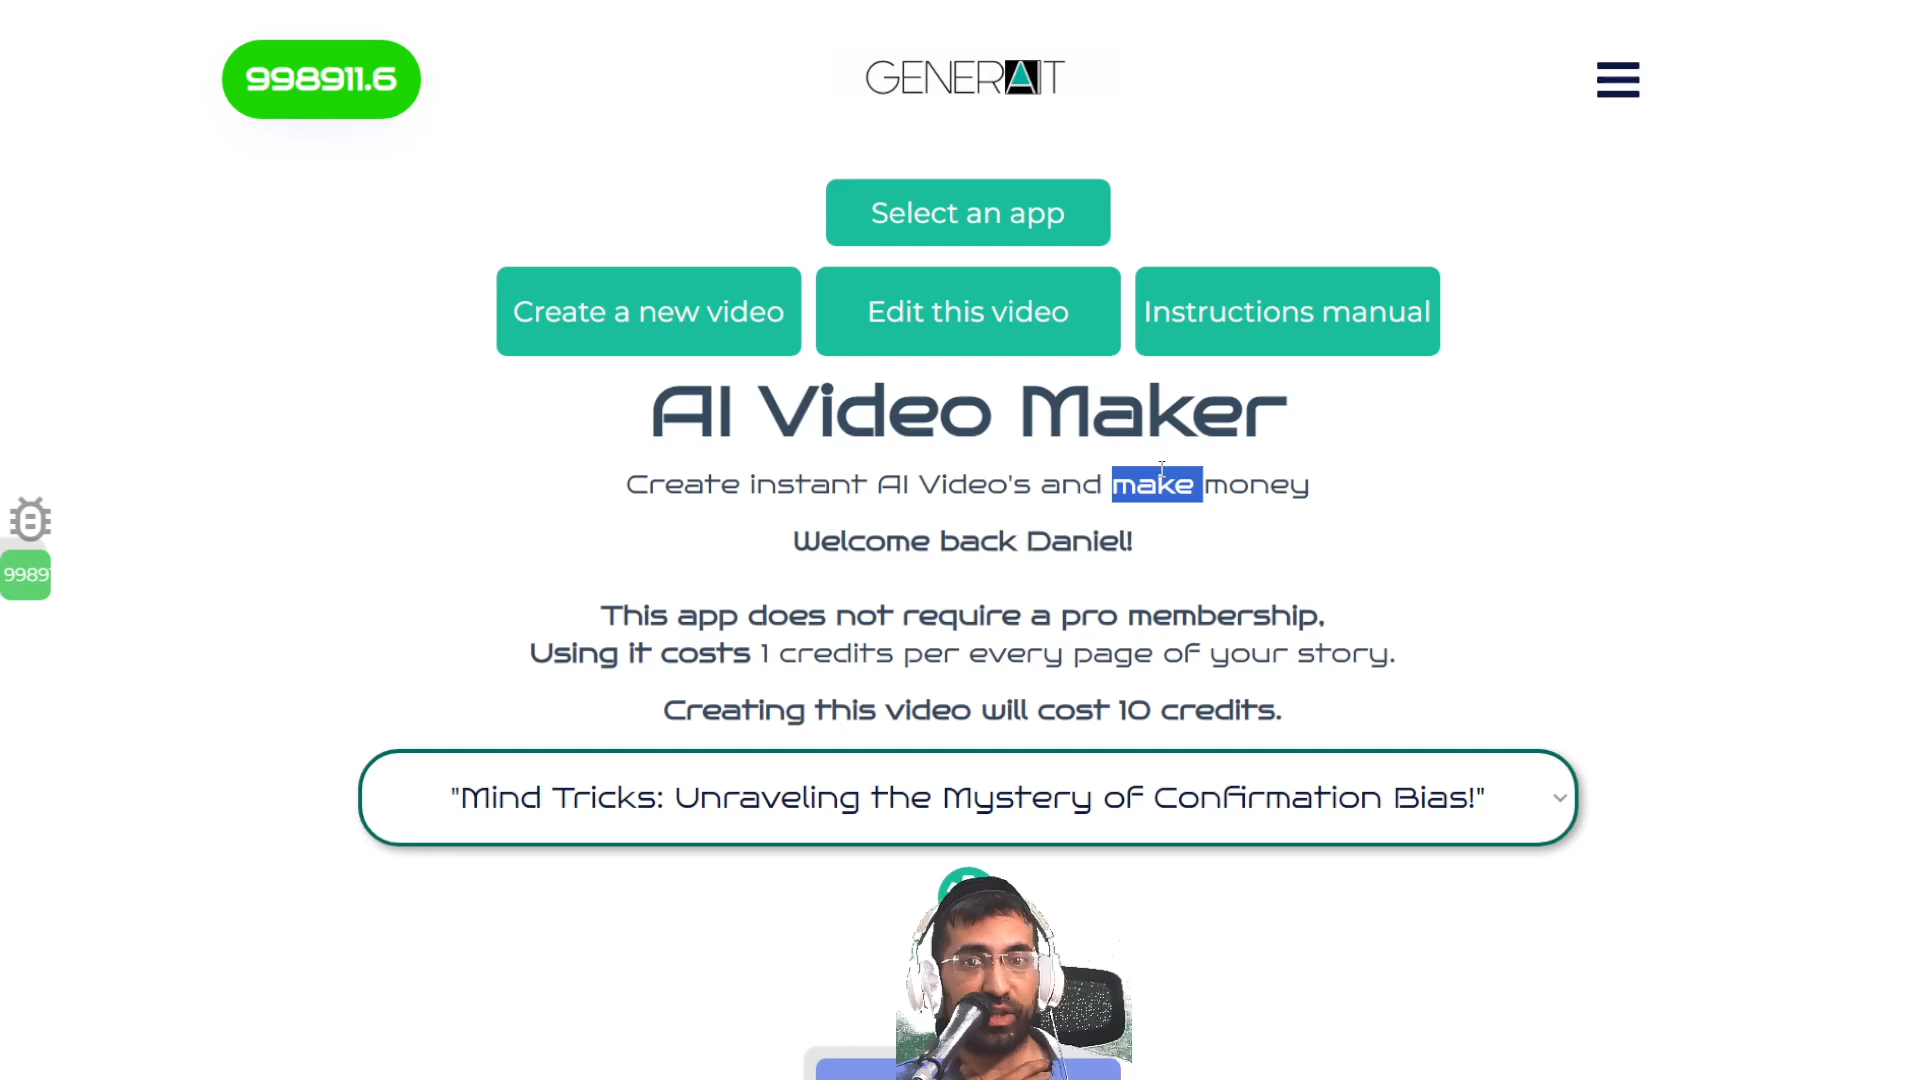 998911.6
GENERAIT
Select an app
Create a new video
Edit this video
Instructions manual
AI Video Maker
Create instant AI Video's and make money
Welcome back Daniel!
This app does not require a pro membership,
Using it costs 1 credits per every page of your story.
Creating this video will cost 10 credits.
9989
"Mind Tricks: Unraveling the Mystery of Confirmation Bias!"